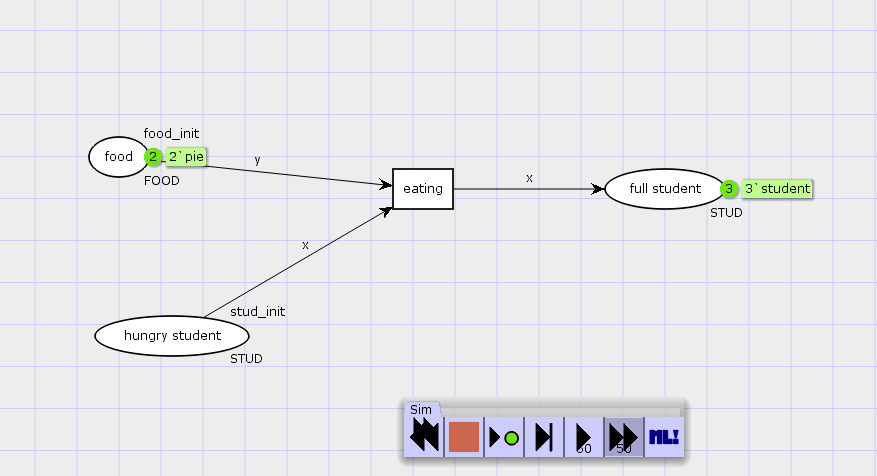 food_init
food
2
2`pie
FOOD
y
eating
x
full student
3
3`student
STUD
x
stud_init
hungry student
STUD
Sim
ML!
60
50